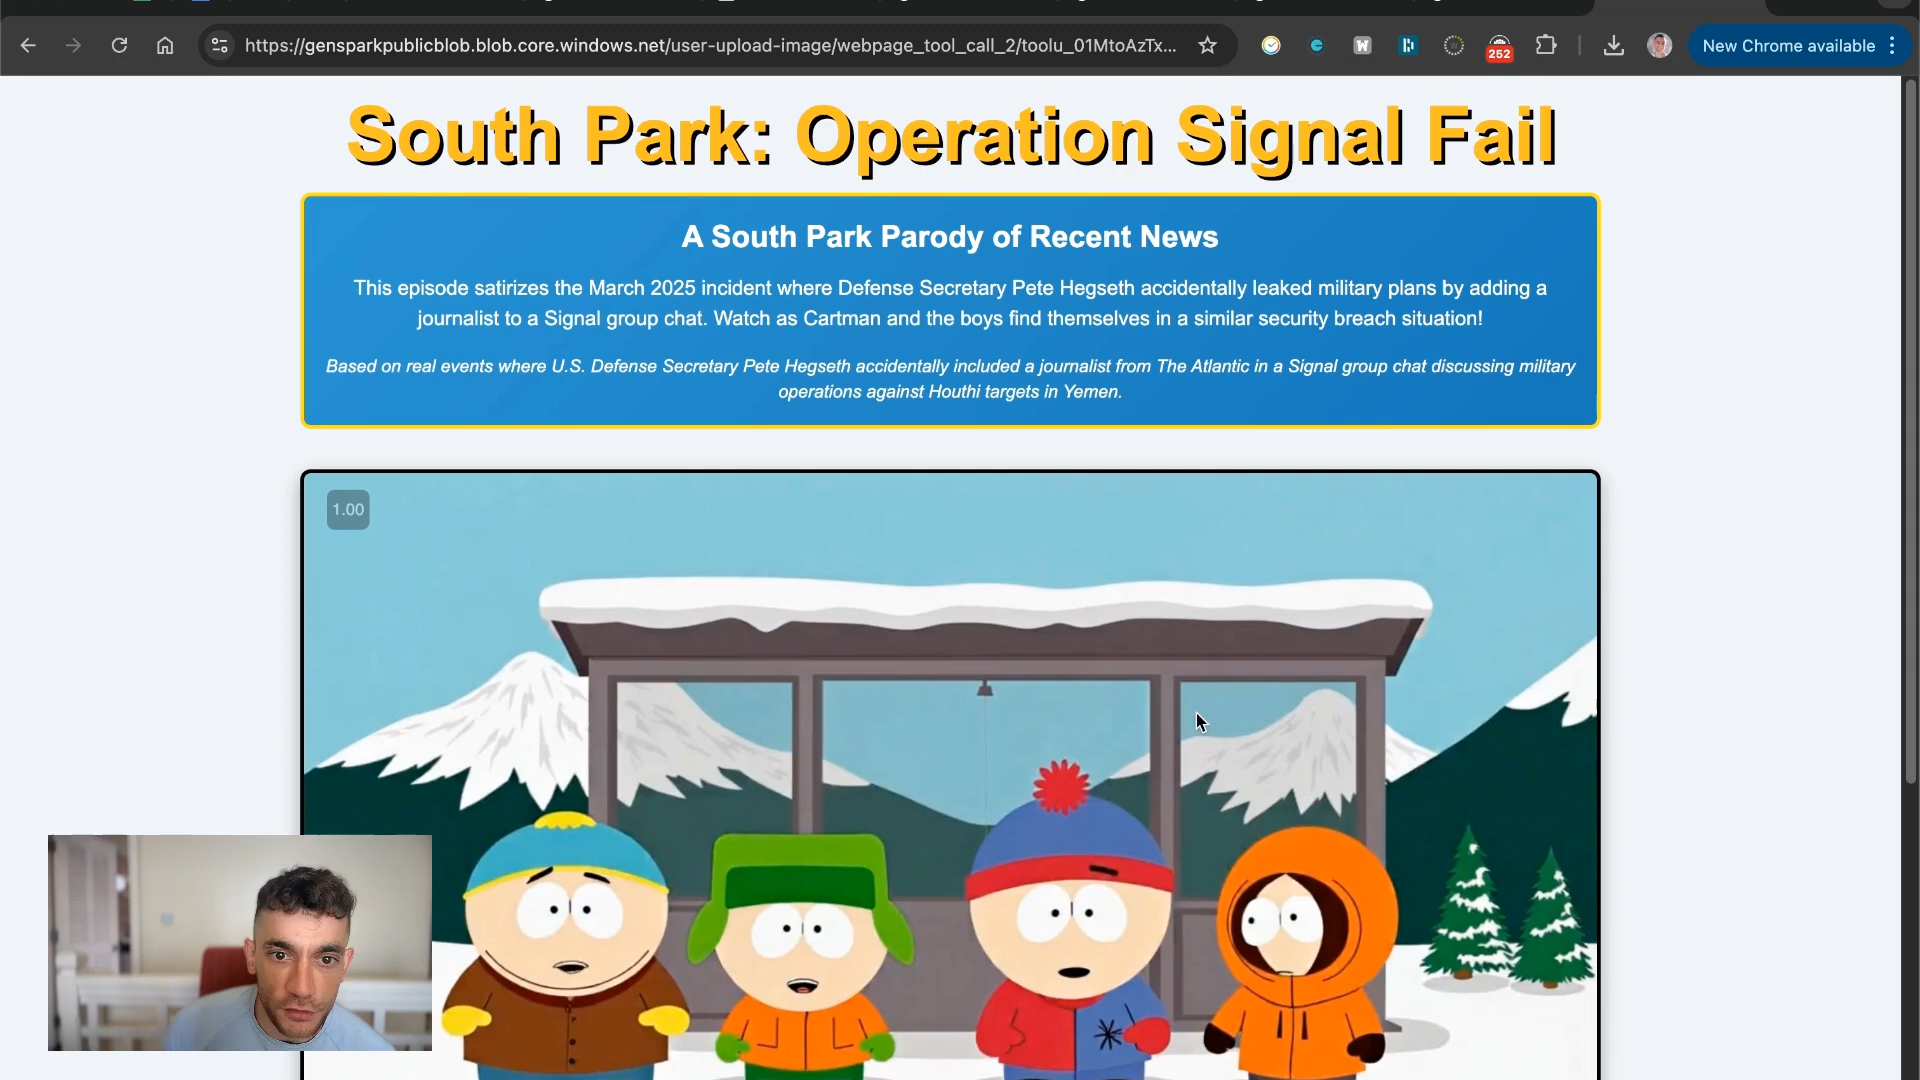 https://gensparkpublicblob.blob.core.windows.net/user-upload-image/webpage_tool_call_2/toolu_01MtoAzTx...
252
New Chrome available
South Park: Operation Signal Fail
A South Park Parody of Recent News
This episode satirizes the March 2025 incident where Defense Secretary Pete Hegseth accidentally leaked military plans by adding a
journalist to a Signal group chat. Watch as Cartman and the boys find themselves in a similar security breach situation!
Based on real events where U.S. Defense Secretary Pete Hegseth accidentally included a journalist from The Atlantic in a Signal group chat discussing military
operations against Houthi targets in Yemen.
1.00